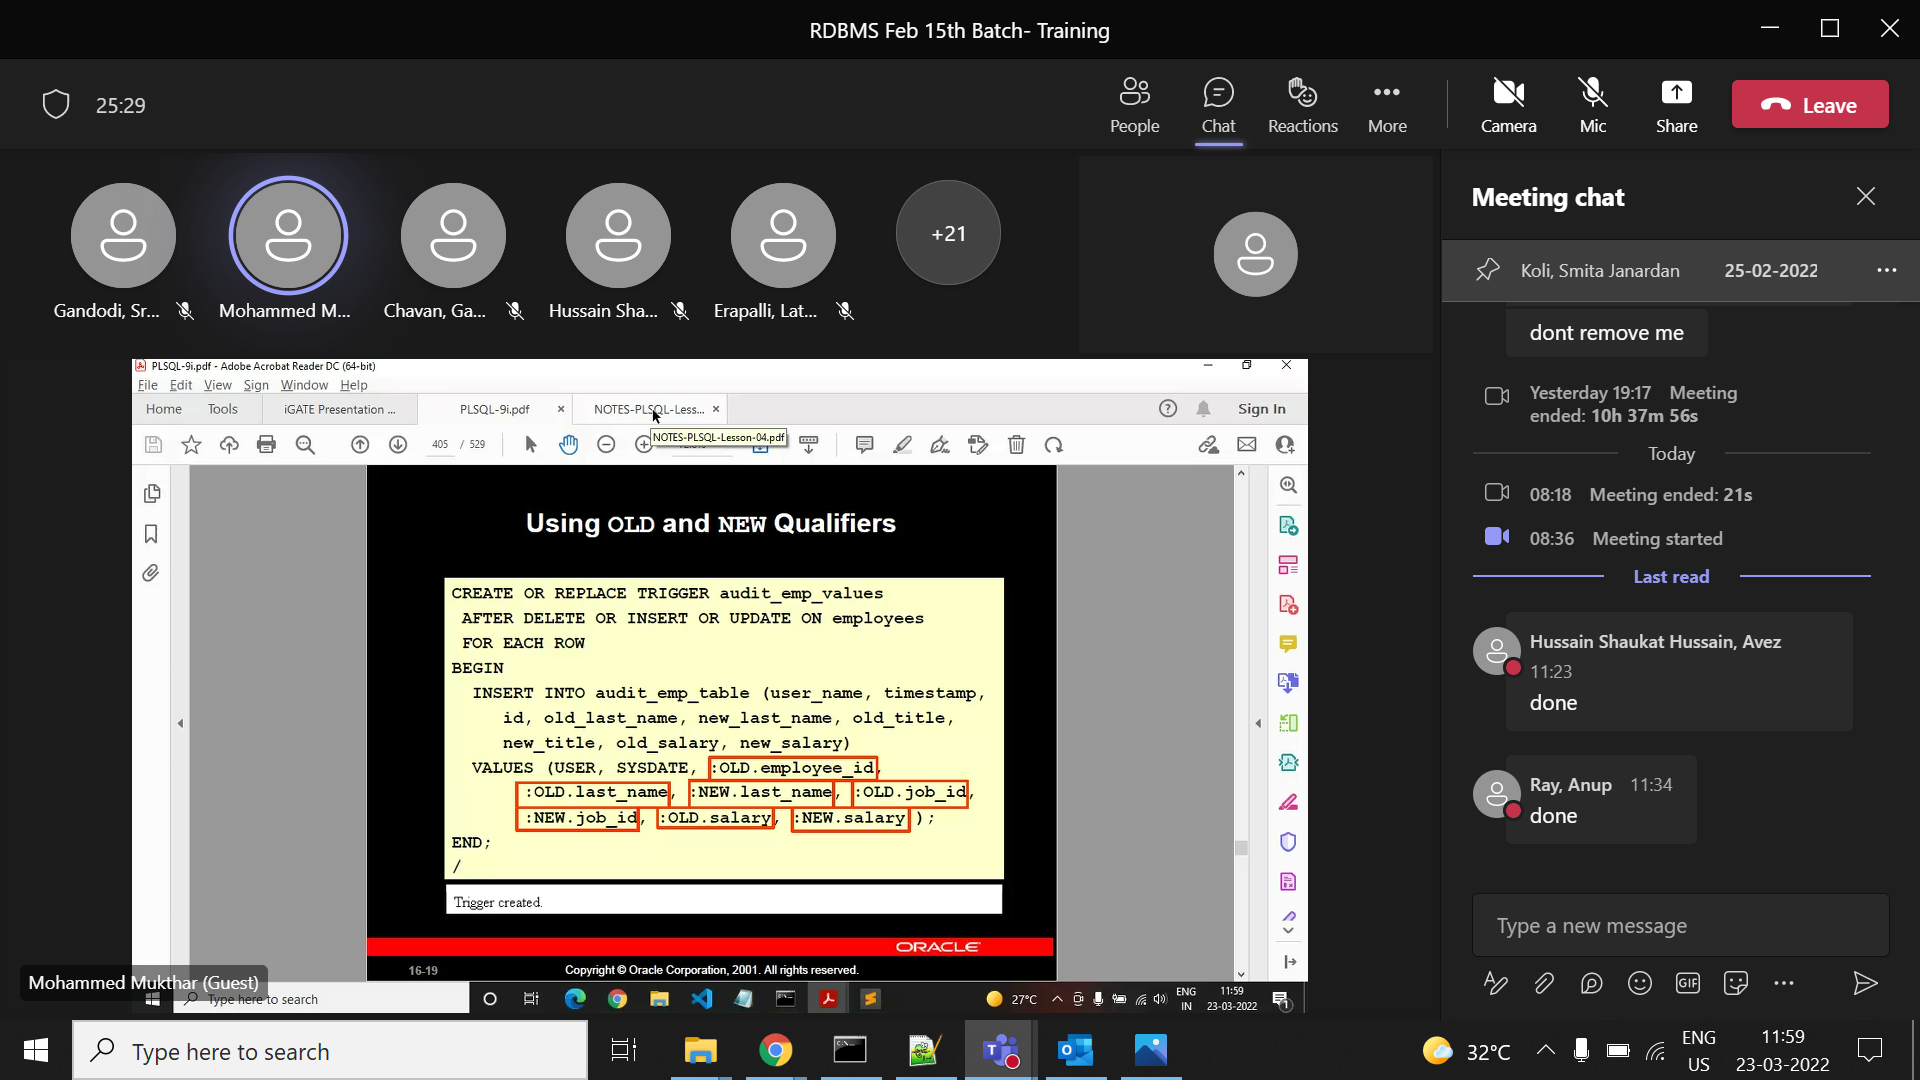 RDBMS Feb 15th Batch- Training
25:29
People
Chat
Reactions
More
Camera
Mic
Share
Leave
Gandodi, Sr...
Mohammed M...
Chavan, Ga...
Hussain Sha...
Erapalli, Lat...
+21
PLSQL-9i.pdf - Adobe Acrobat Reader DC (64-bit)
File Edit View Sign Window Help
Home Tools iGATE Presentation ... PLSQL-9i.pdf × NOTES-PLSQL-Less... × Sign In
405 / 529
NOTES-PLSQL-Lesson-04.pdf
Using OLD and NEW Qualifiers
CREATE OR REPLACE TRIGGER audit_emp_values
AFTER DELETE OR INSERT OR UPDATE ON employees
FOR EACH ROW
BEGIN
INSERT INTO audit_emp_table (user_name, timestamp,
id, old_last_name, new_last_name, old_title,
new_title, old_salary, new_salary)
VALUES (USER, SYSDATE, :OLD.employee_id,
:OLD.last_name, :NEW.last_name, :OLD.job_id,
:NEW.job_id, :OLD.salary, :NEW.salary );
END;
/
Trigger created.
ORACLE
16-19 Copyright © Oracle Corporation, 2001. All rights reserved.
Mohammed Mukthar (Guest)
Type here to search
27°C
ENG
IN
11:59
23-03-2022
1
Meeting chat
Koli, Smita Janardan 25-02-2022
dont remove me
Yesterday 19:17 Meeting
ended: 10h 37m 56s
Today
08:18 Meeting ended: 21s
08:36 Meeting started
Last read
Hussain Shaukat Hussain, Avez
11:23
done
Ray, Anup 11:34
done
Type a new message
GIF
Type here to search
32°C
ENG
US
11:59
23-03-2022